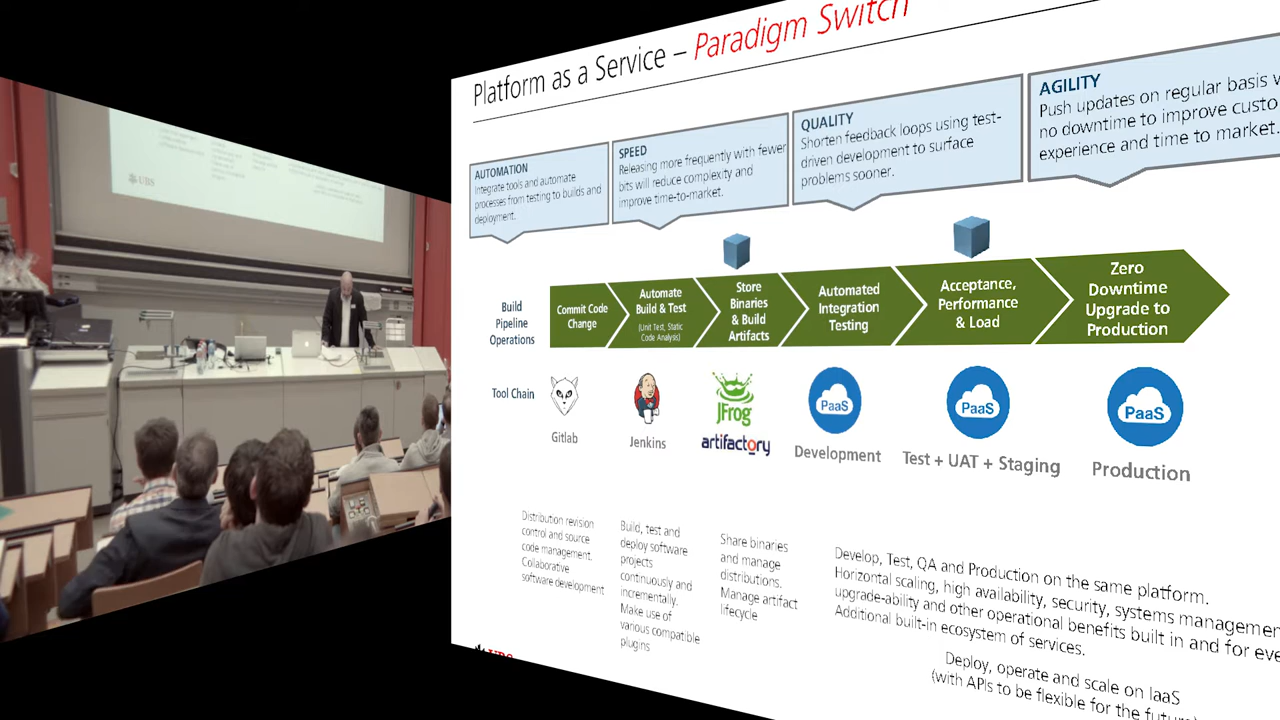 Platform as a Service – Paradigm Switch
AUTOMATION
Integrate tools and automate
processes from testing to builds and
deployment.
SPEED
Releasing more frequently with fewer
bits will reduce complexity and
improve time-to-market.
QUALITY
Shorten feedback loops using test-
driven development to surface
problems sooner.
AGILITY
Push updates on regular basis
no downtime to improve
experience and time to market.
Build
Pipeline
Operations
Commit Code
Change
Automate
Build & Test
(Unit Test, Static
Code Analysis)
Store
Binaries
& Build
Artifacts
Automated
Integration
Testing
Acceptance,
Performance
& Load
Zero
Downtime
Upgrade to
Production
Tool Chain
Gitlab
Jenkins
JFrog
artifactory
PaaS
Development
PaaS
Test + UAT + Staging
PaaS
Production
Distribution revision
control and source
code management.
Collaborative
software development
Build, test and
deploy software
projects
continuously and
incrementally.
Make use of
various compatible
plugins
Share binaries
and manage
distributions.
Manage artifact
lifecycle
Develop, Test, QA and Production on the same platform.
Horizontal scaling, high availability, security, systems
upgrade-ability and other operational benefits built in and for
Additional built-in ecosystem of services.
Deploy, operate and scale on IaaS
(with APIs to be flexible for the future)
UBS